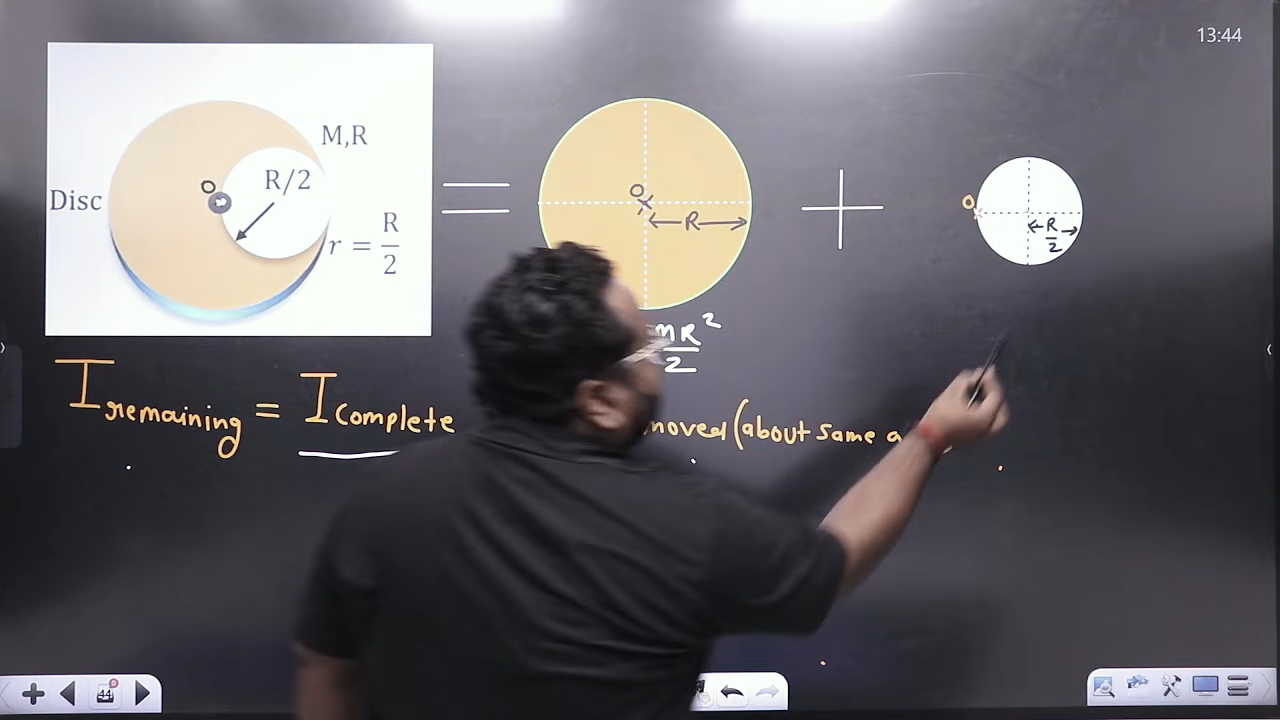 13:44
M,R
Disc
O
R/2
r = R/2
O
R
O
R/2
MR²/2
I remaining = I complete
moved (about same a
44